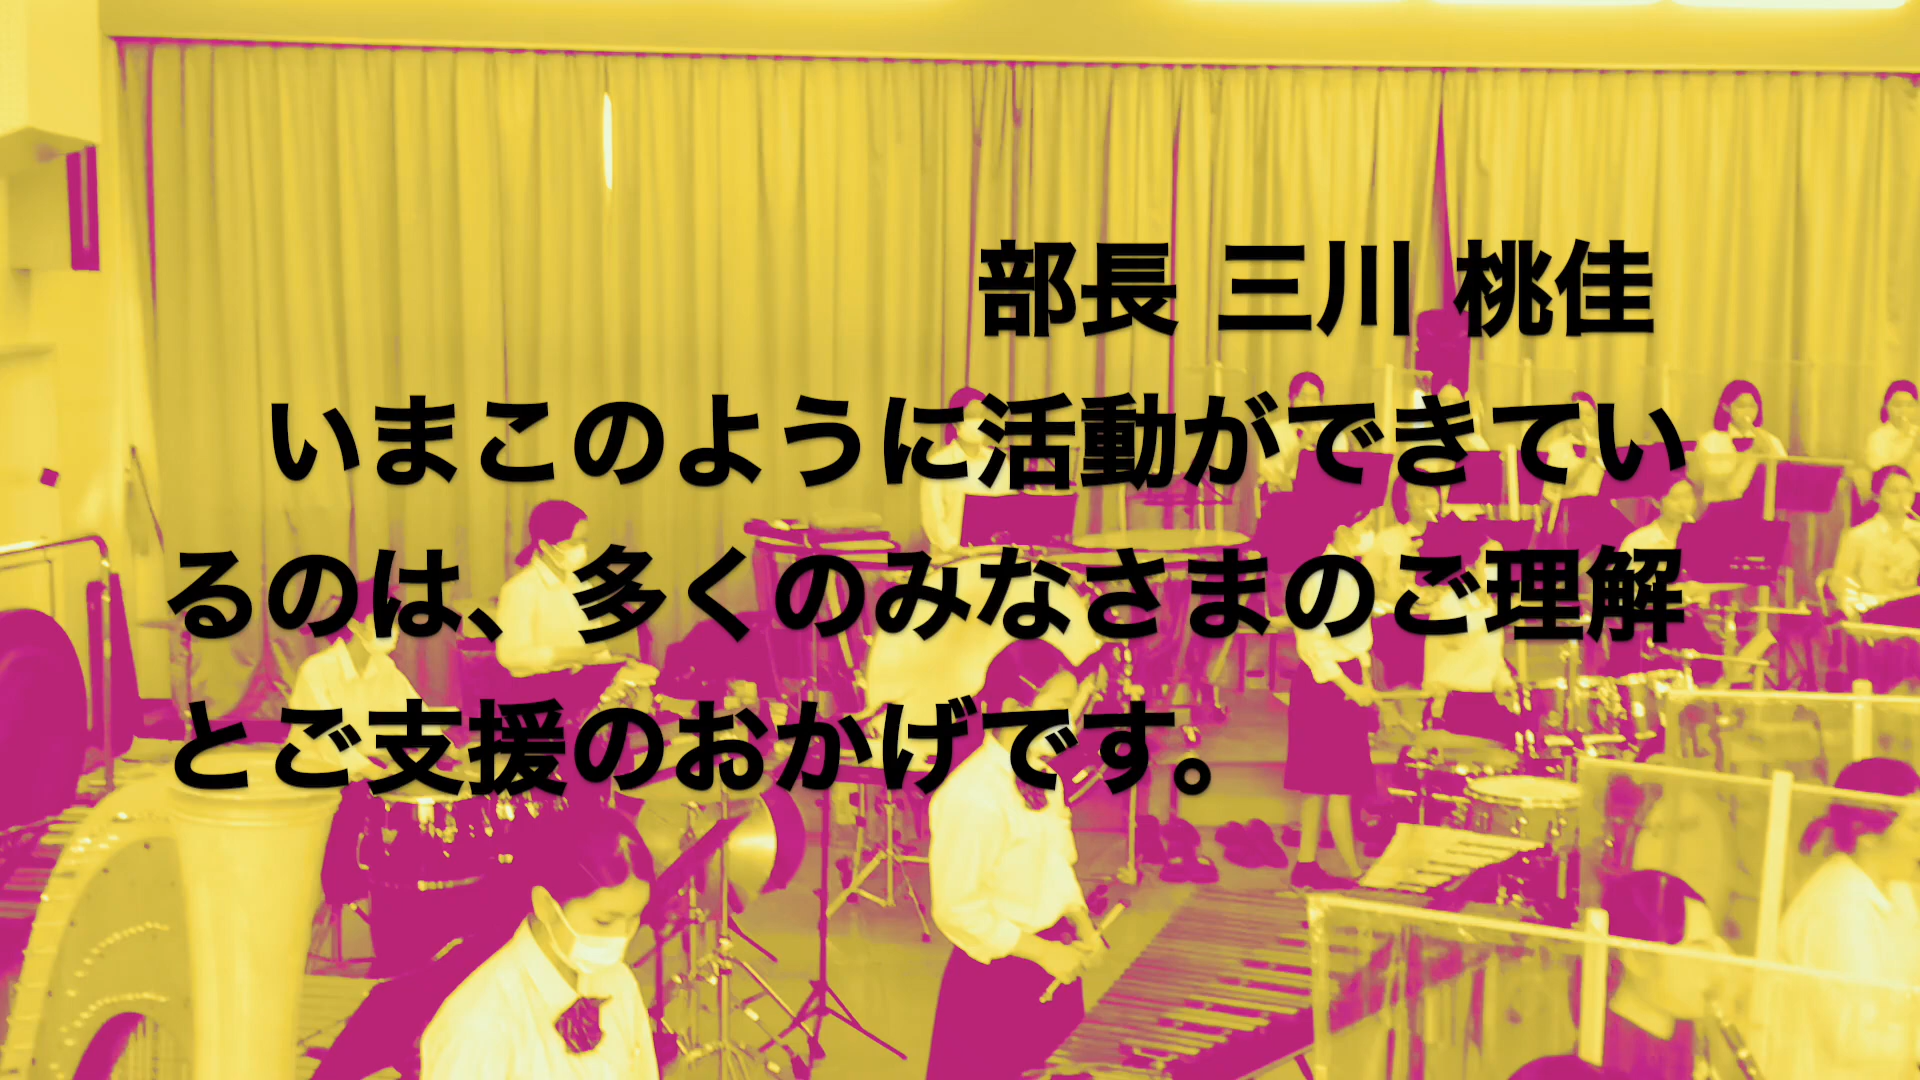 部長 三川 桃佳
いまこのように活動ができてい
るのは、多くのみなさまのご理解
とご支援のおかげです。